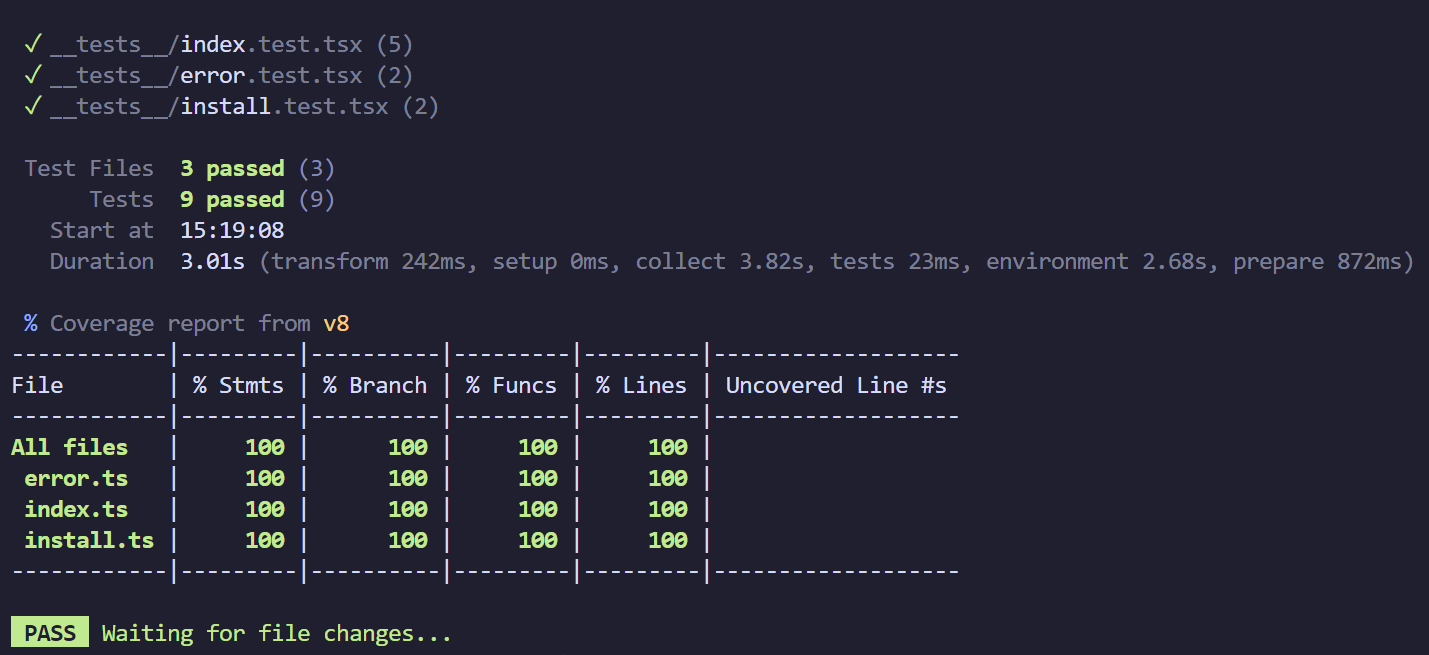 ✓ __tests__/index.test.tsx (5)
✓ __tests__/error.test.tsx (2)
✓ __tests__/install.test.tsx (2)
Test Files  3 passed (3)
Tests  9 passed (9)
Start at  15:19:08
Duration  3.01s (transform 242ms, setup 0ms, collect 3.82s, tests 23ms, environment 2.68s, prepare 872ms)
% Coverage report from v8
------------|---------|----------|---------|---------|-------------------
File        | % Stmts | % Branch | % Funcs | % Lines | Uncovered Line #s
------------|---------|----------|---------|---------|-------------------
All files   |     100 |      100 |     100 |     100 |
 error.ts   |     100 |      100 |     100 |     100 |
 index.ts   |     100 |      100 |     100 |     100 |
 install.ts |     100 |      100 |     100 |     100 |
------------|---------|----------|---------|---------|-------------------
PASS Waiting for file changes...